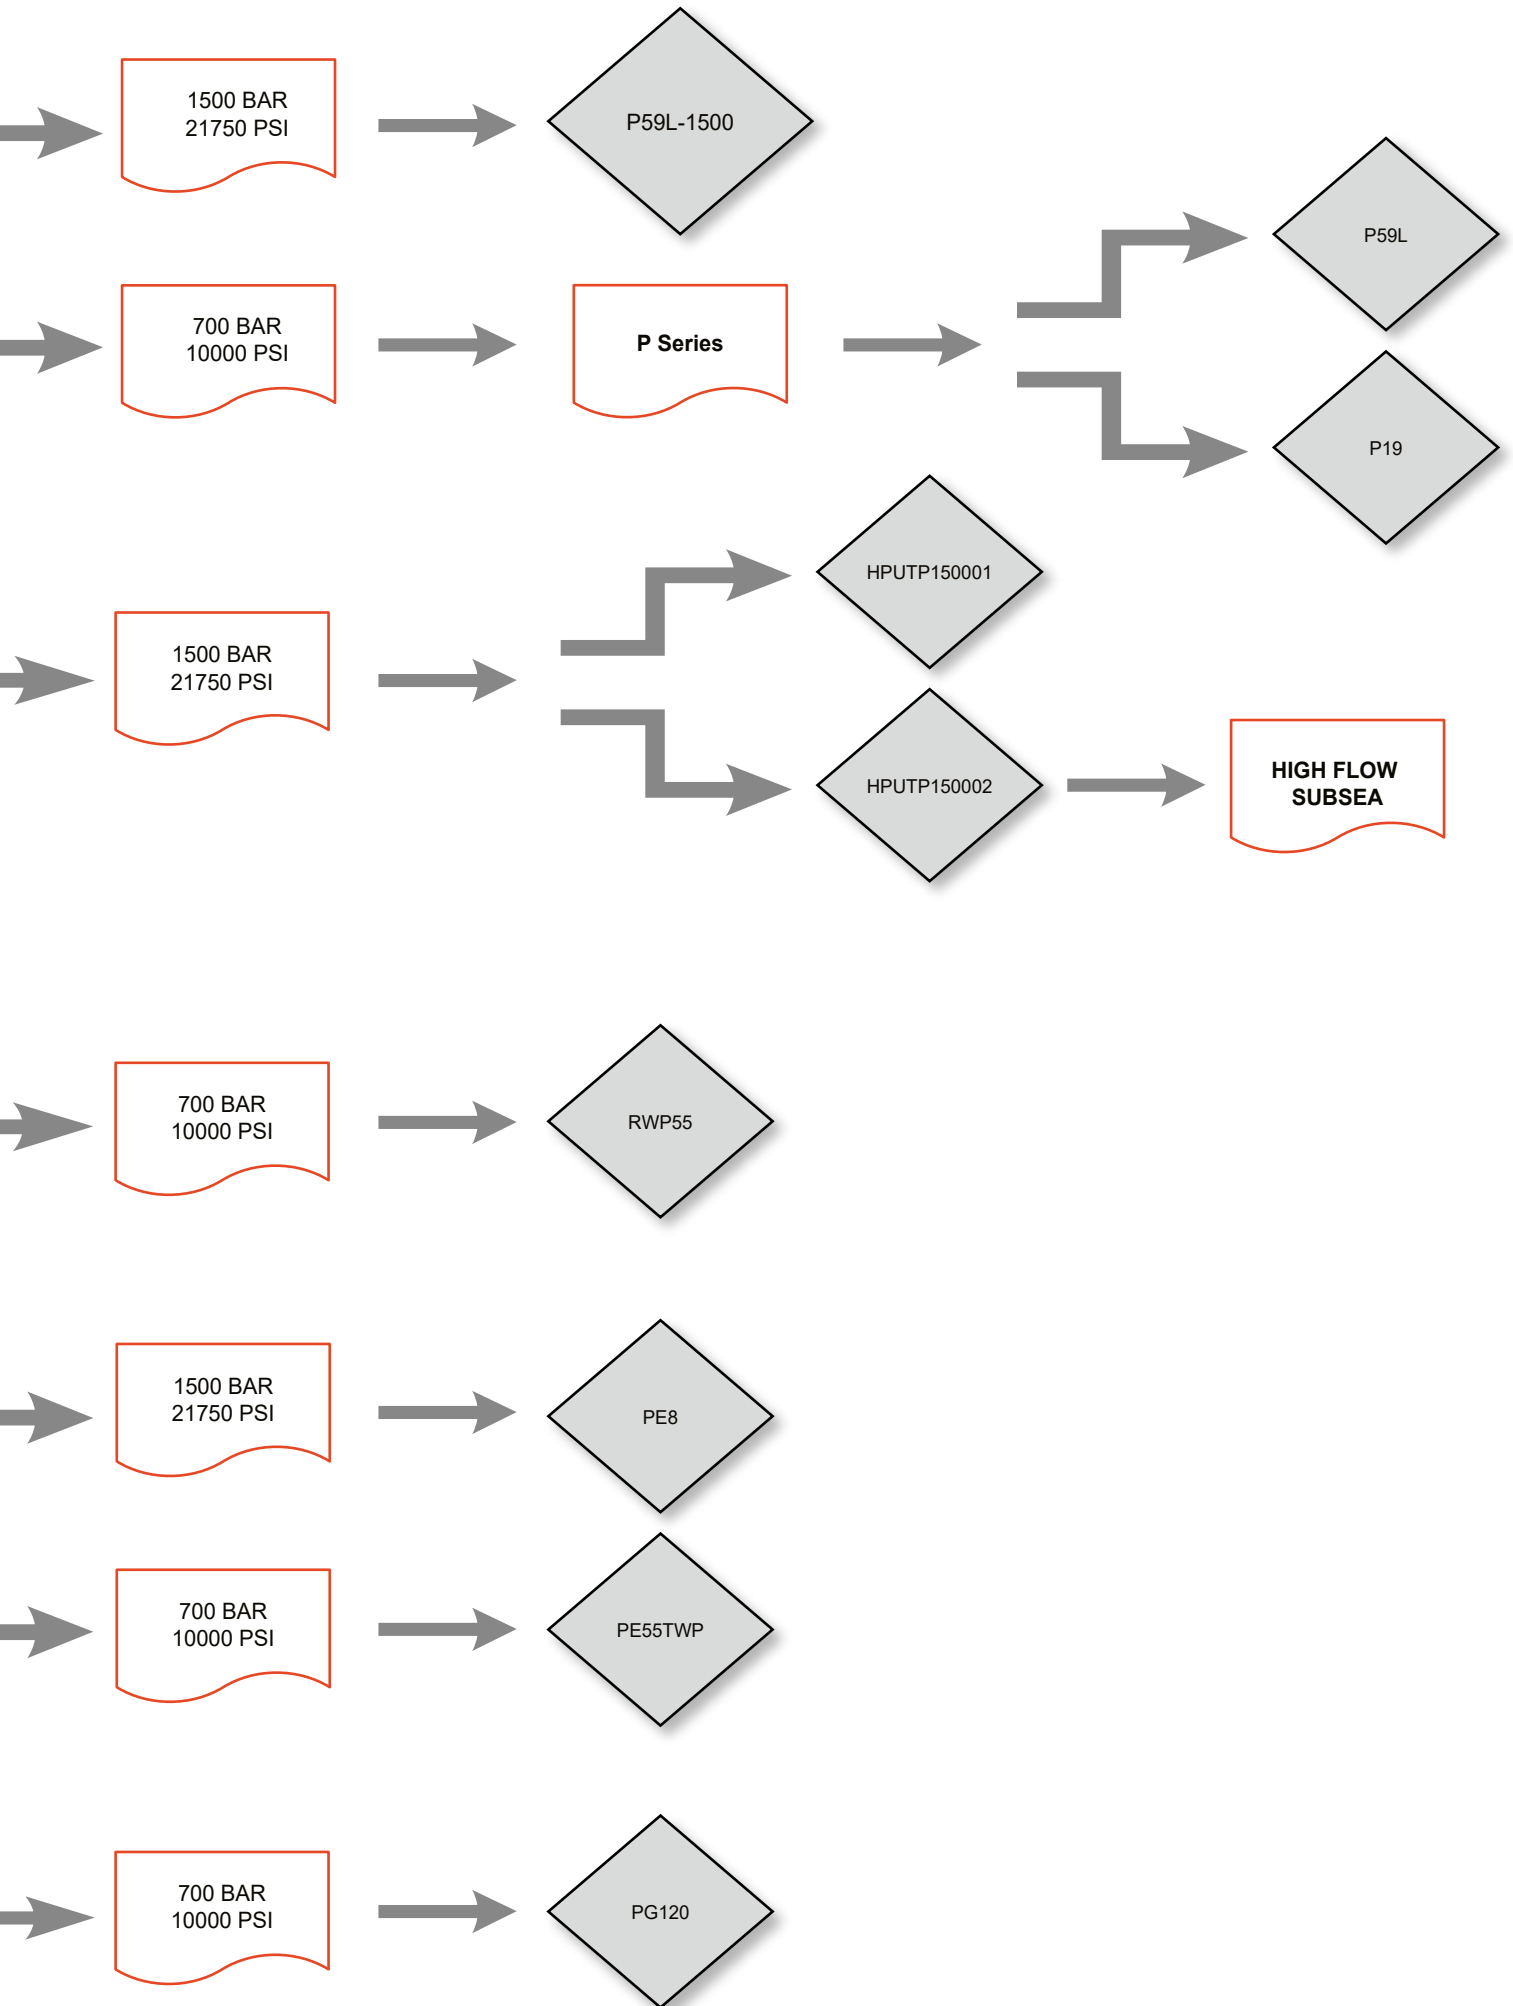 1500 BAR
21750 PSI
P59L-1500
700 BAR
10000 PSI
P Series
P59L
P19
1500 BAR
21750 PSI
HPUTP150001
HPUTP150002
HIGH FLOW
SUBSEA
700 BAR
10000 PSI
RWP55
1500 BAR
21750 PSI
PE8
700 BAR
10000 PSI
PE55TWP
700 BAR
10000 PSI
PG120